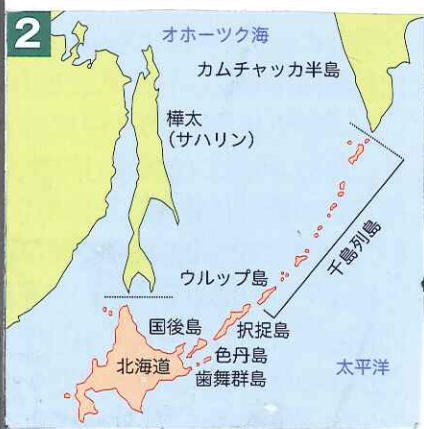 2
オホーツク海
カムチャッカ半島
樺太
(サハリン)
千島列島
ウルップ島
国後島
択捉島
北海道
色丹島
歯舞群島
太平洋